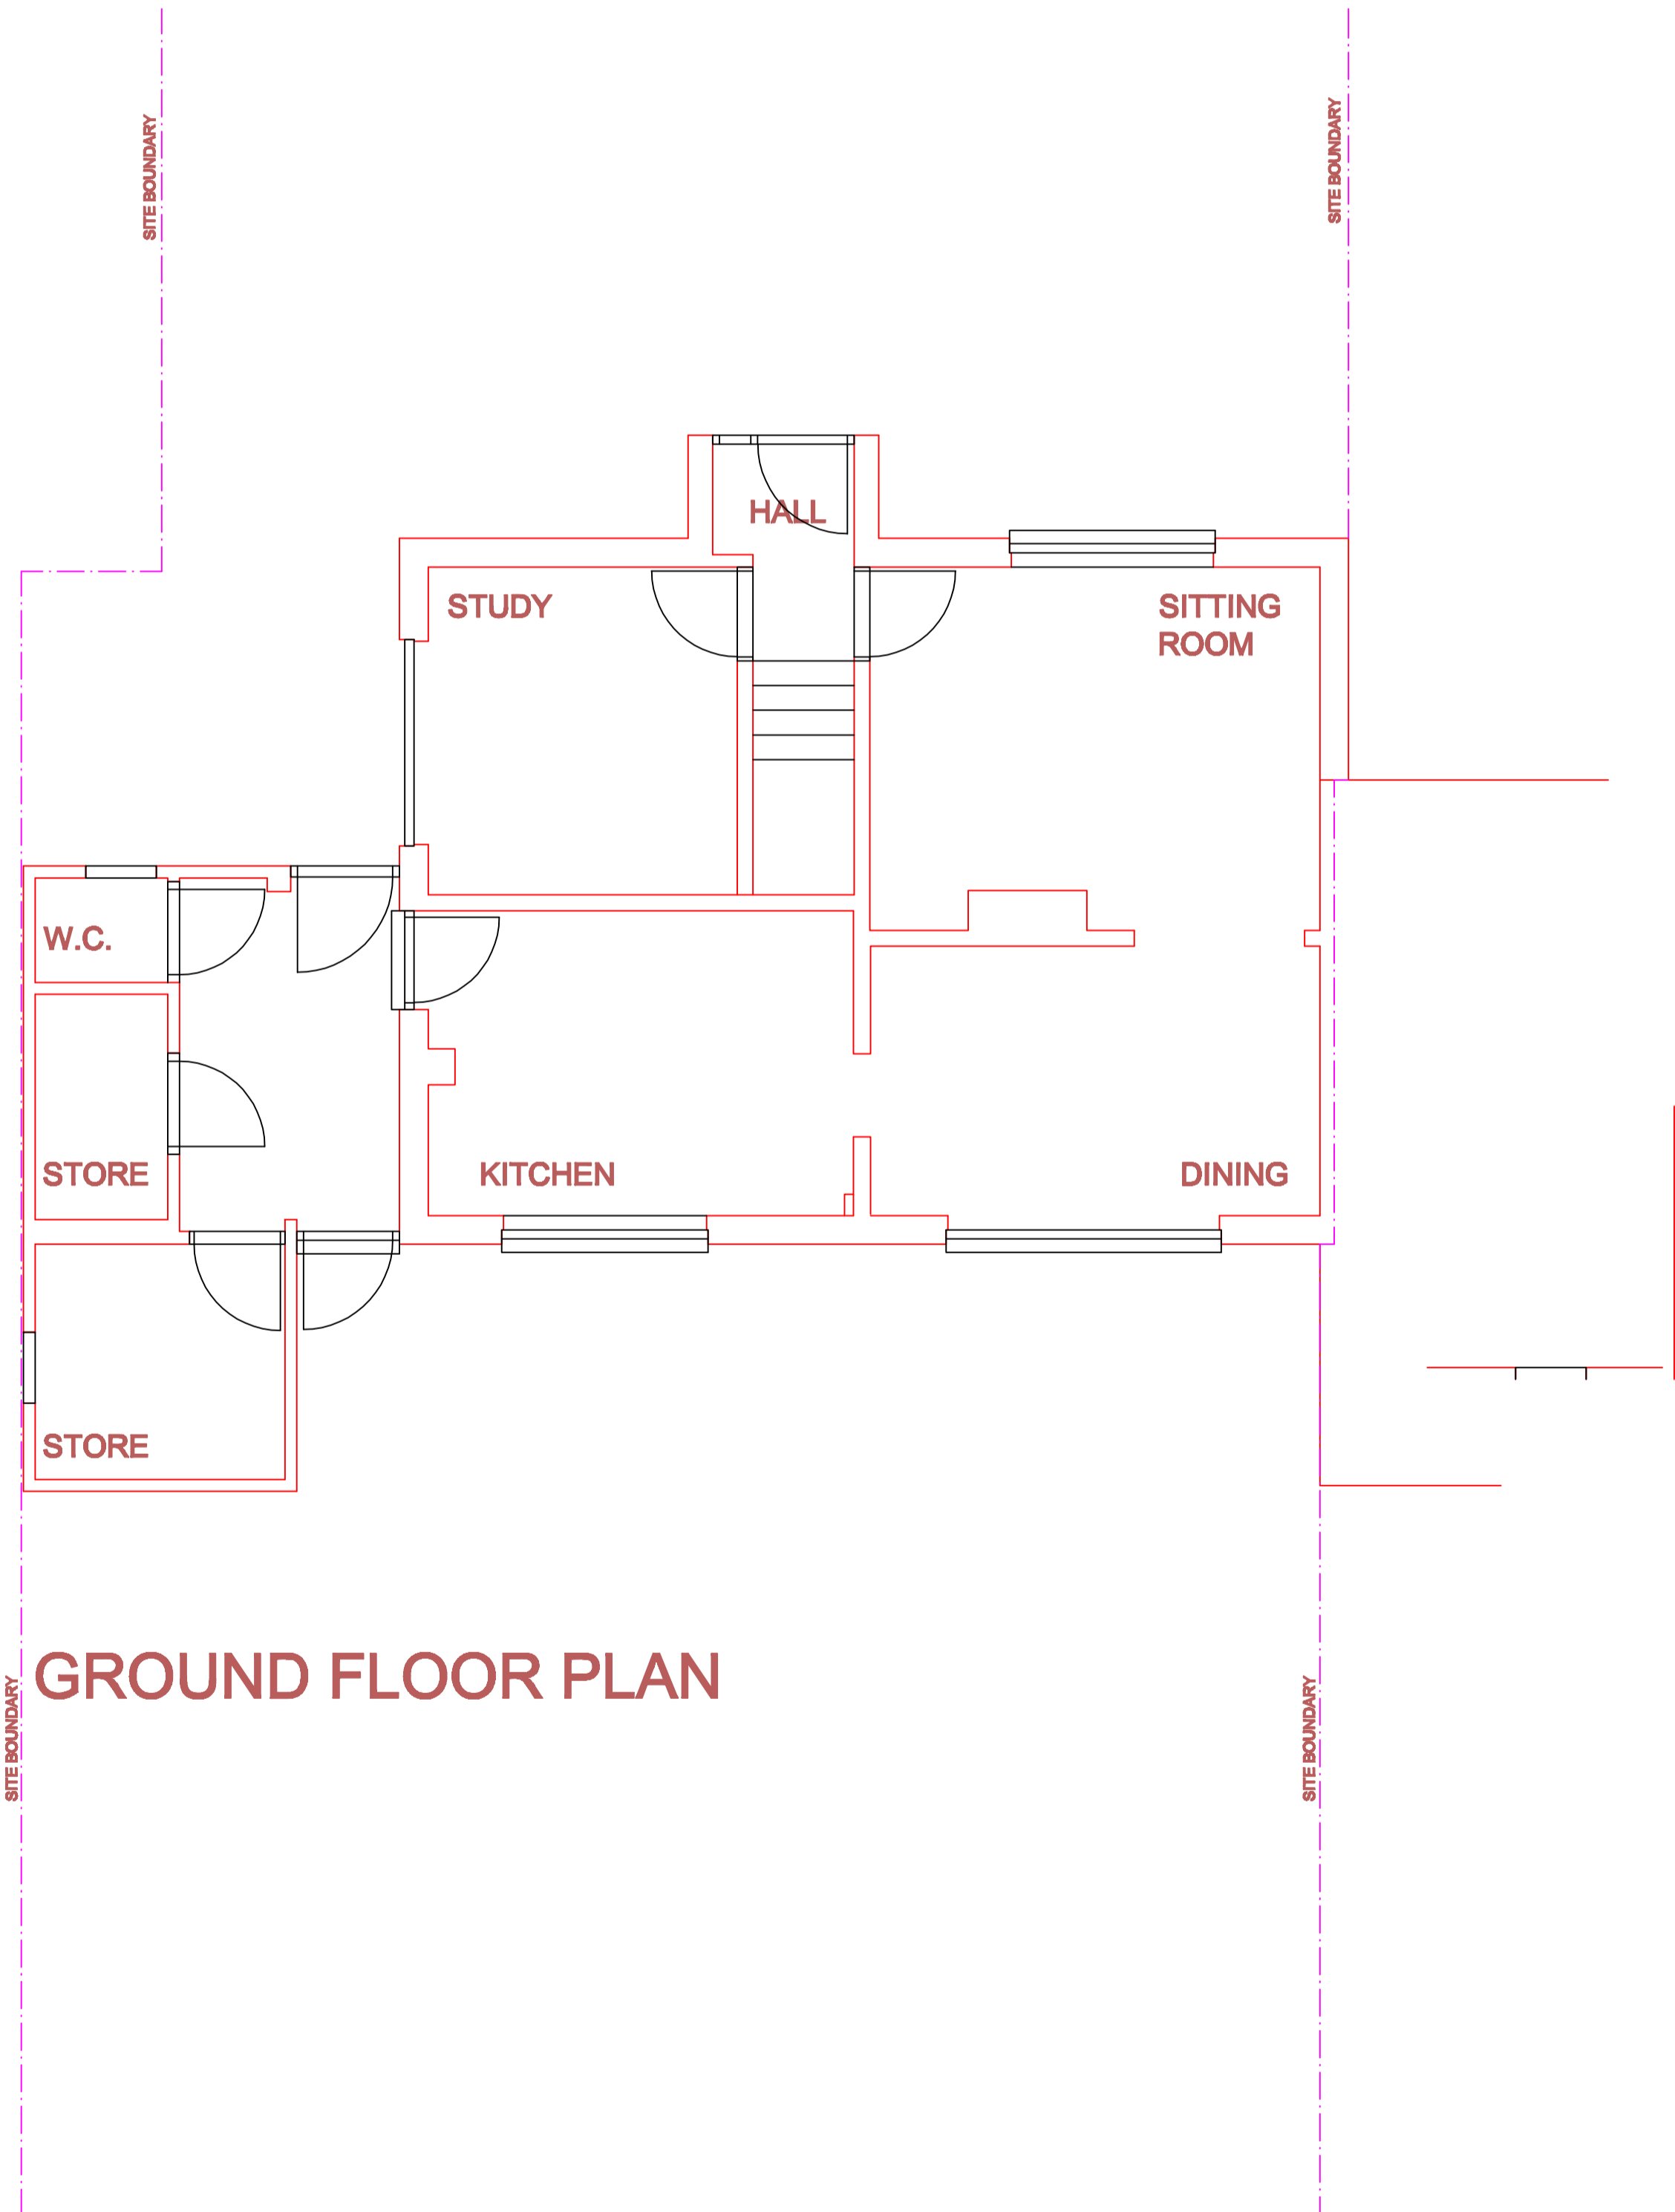 SITE BOUNDARY
SITE BOUNDARY
HALL
STUDY
SITTING
ROOM
W.C.
STORE
KITCHEN
DINING
STORE
GROUND FLOOR PLAN
SITE BOUNDARY
SITE BOUNDARY